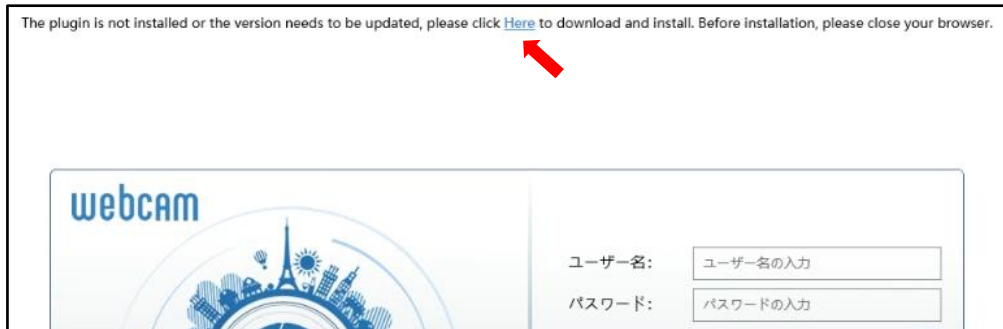 The plugin is not installed or the version needs to be updated, please click Here to download and install. Before installation, please close your browser.
webcam
ユーザー名:
ユーザー名の入力
パスワード:
パスワードの入力